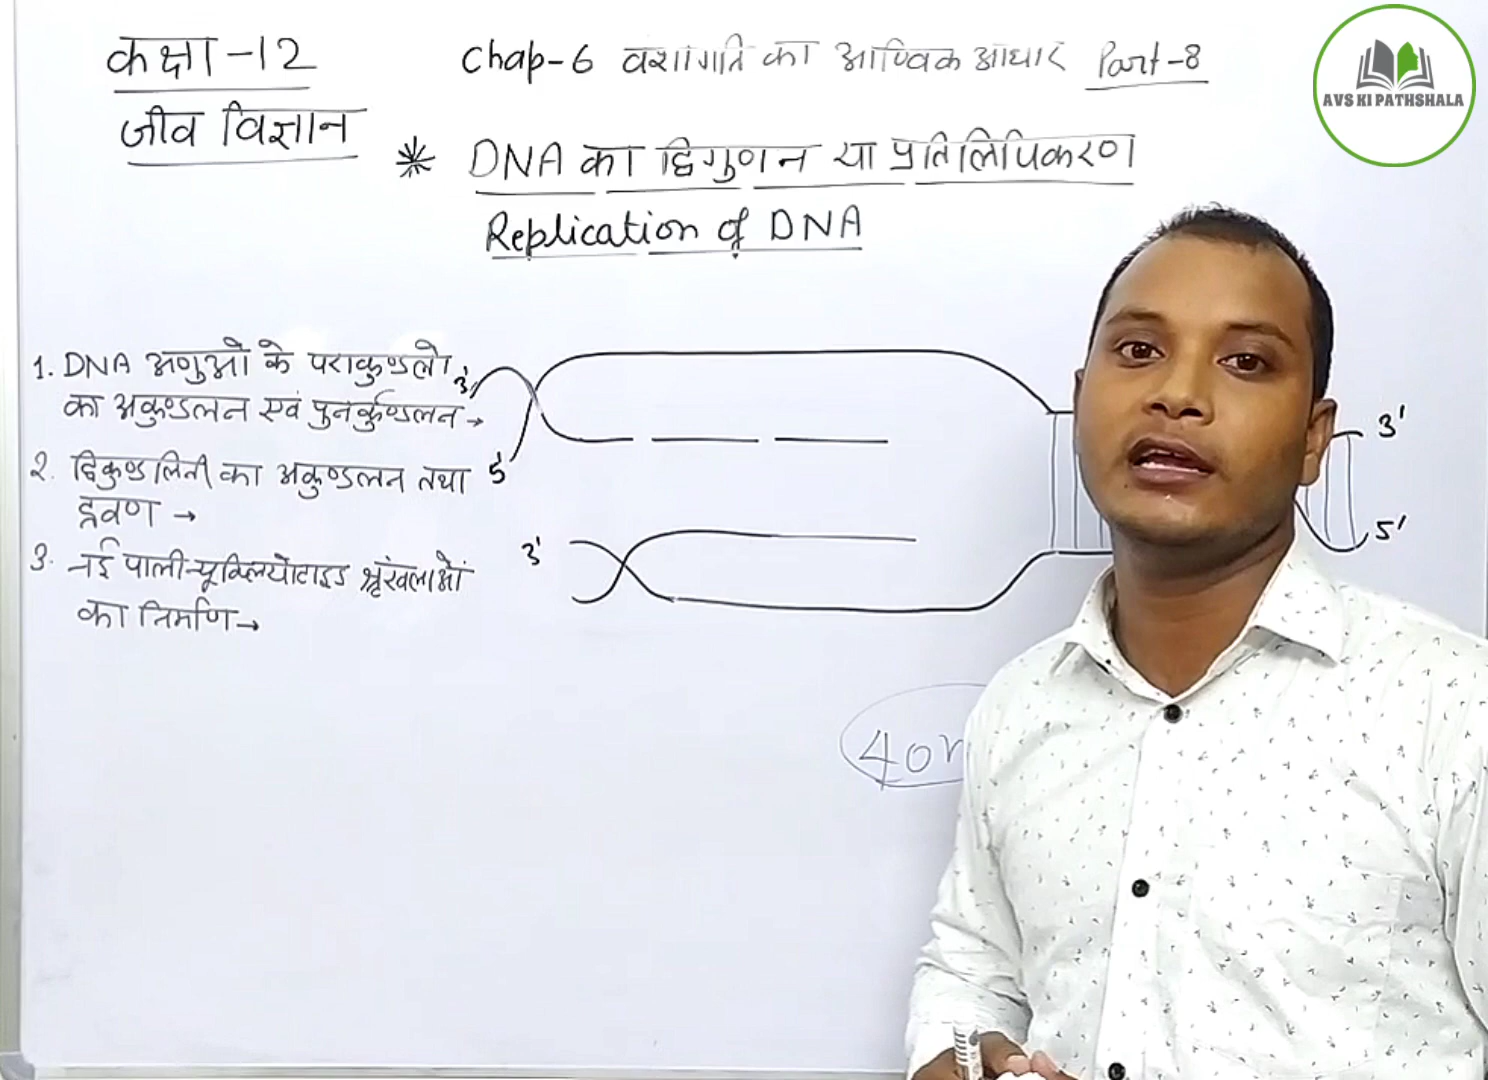 कक्षा -12
जीव विज्ञान
Chap-6 वशागति का आण्विक आधार Part-8
* DNA का द्विगुणन या प्रतिलिपिकरण
Replication of DNA
AVS KI PATHSHALA
1. DNA अणुओ के पराकुण्डलो
का अकुण्डलन एवं पुनर्कुण्डलन→
2. द्विकुण्डलिनी का अकुण्डलन तथा
द्रवण →
3. नई पाली न्यूक्लियोटाइड श्रृंखलाओं
का निर्माण→
3'
5'
3'
3'
5'